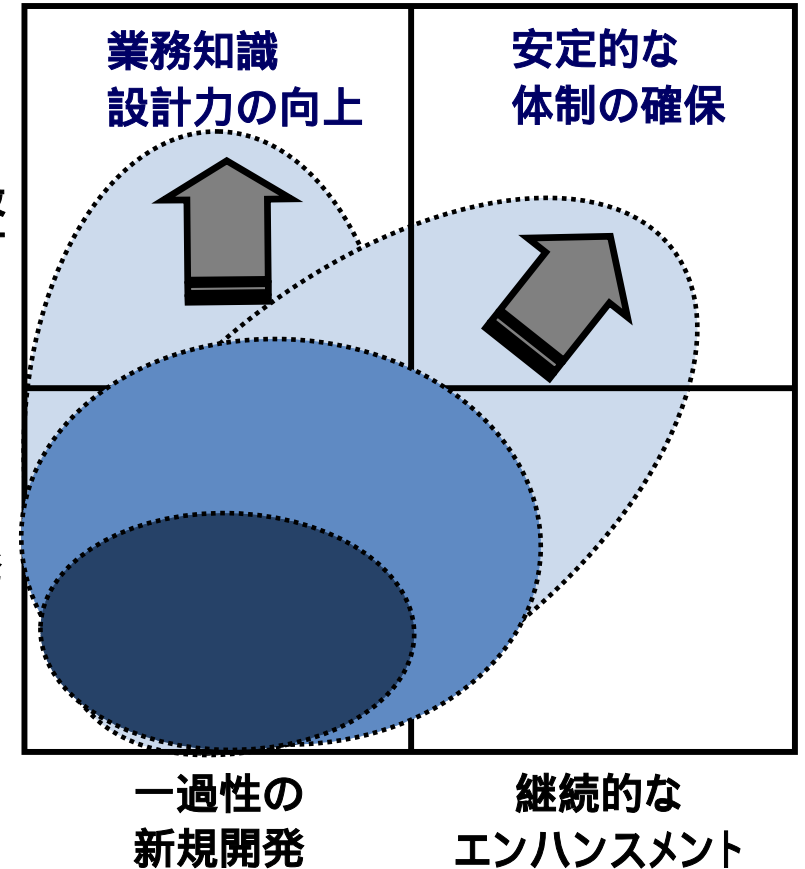 業務知識
設計力の向上
安定的な
体制の確保
一過性の
新規開発
継続的な
エンハンスメント